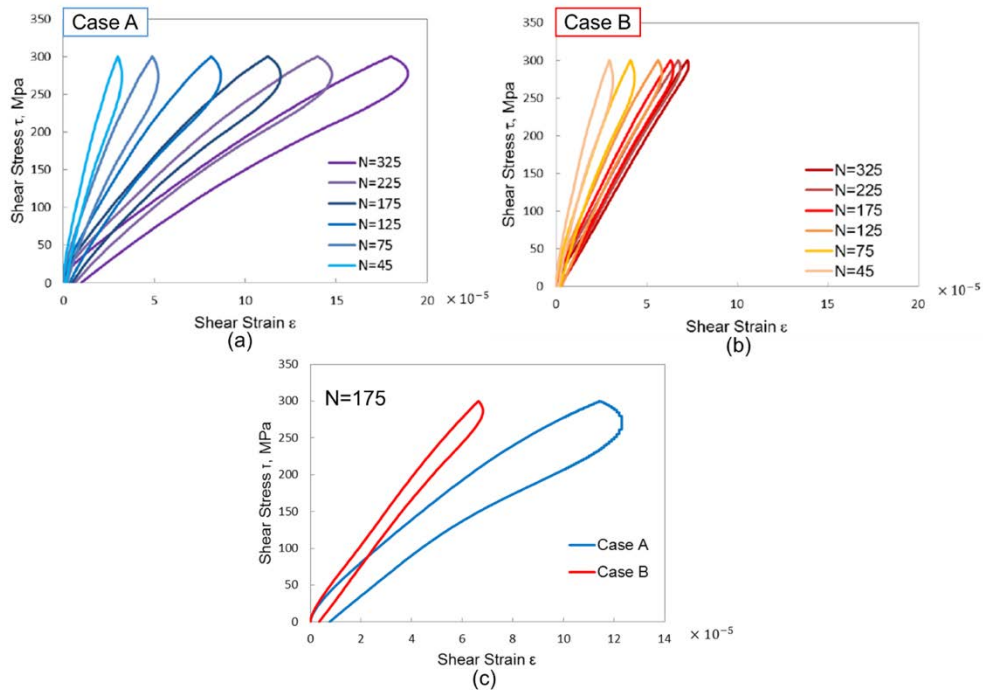 Case A
Shear Stress τ, Mpa
350
300
250
200
150
100
50
0
N=325
N=225
N=175
N=125
N=75
N=45
0 5 10 15 20
× 10⁻⁵
Shear Strain ε
(a)
Case B
Shear Stress τ, Mpa
350
300
250
200
150
100
50
0
N=325
N=225
N=175
N=125
N=75
N=45
0 5 10 15 20
× 10⁻⁵
Shear Strain ε
(b)
N=175
Shear Stress τ, MPa
350
300
250
200
150
100
50
0
Case A
Case B
0 2 4 6 8 10 12 14
× 10⁻⁵
Shear Strain ε
(c)